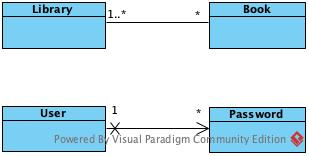 Library
Book
1..*
*
User
1
*
Password
Powered By Visual Paradigm Community Edition